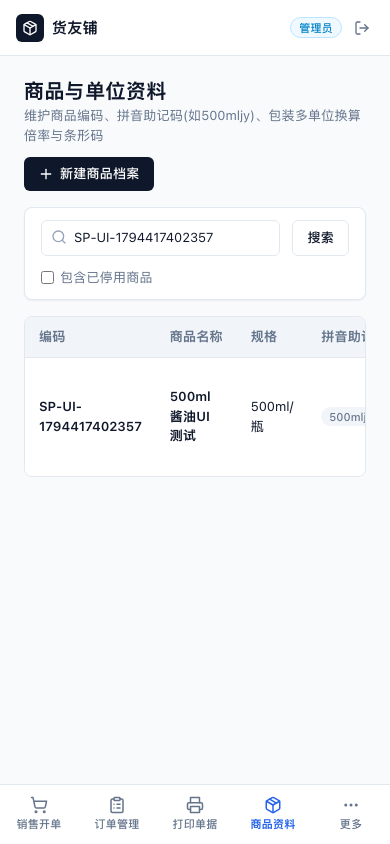 货友铺
管理员
商品与单位资料
维护商品编码、拼音助记码(如500mljy)、包装多单位换算
倍率与条形码
新建商品档案
SP-UI-1794417402357
搜索
包含已停用商品
编码 商品名称 规格 拼音助
SP-UI-
1794417402357
500ml
酱油UI
测试
500ml/
瓶
500ml
销售开单 订单管理 打印单据 商品资料 更多